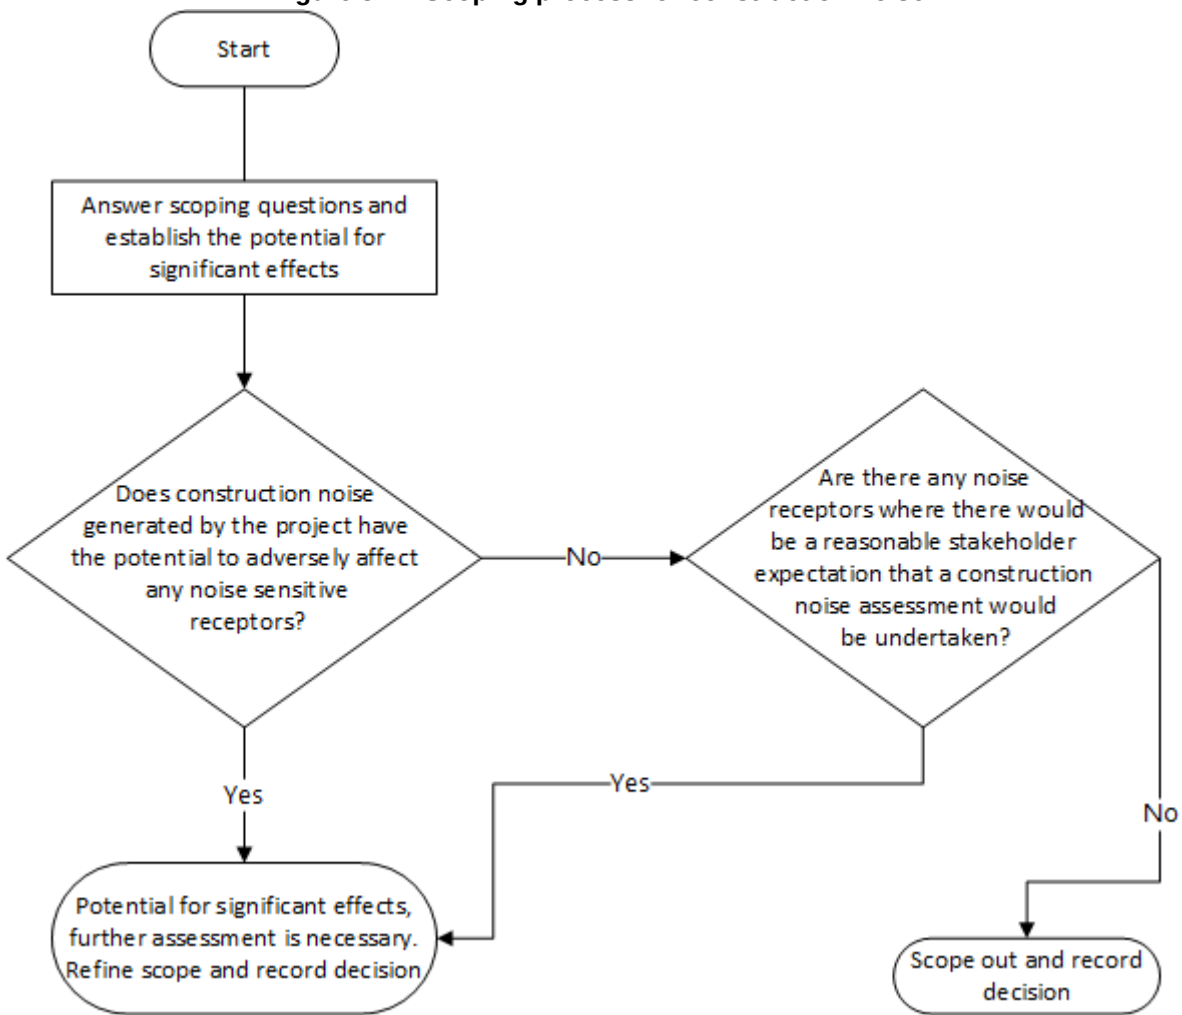 Start
Answer scoping questions and
establish the potential for
significant effects
Does construction noise
generated by the project have
the potential to adversely affect
any noise sensitive
receptors?
No
Are there any noise
receptors where there would
be a reasonable stakeholder
expectation that a construction
noise assessment would
be undertaken?
Yes
Yes
No
Potential for significant effects,
further assessment is necessary.
Refine scope and record decision
Scope out and record
decision